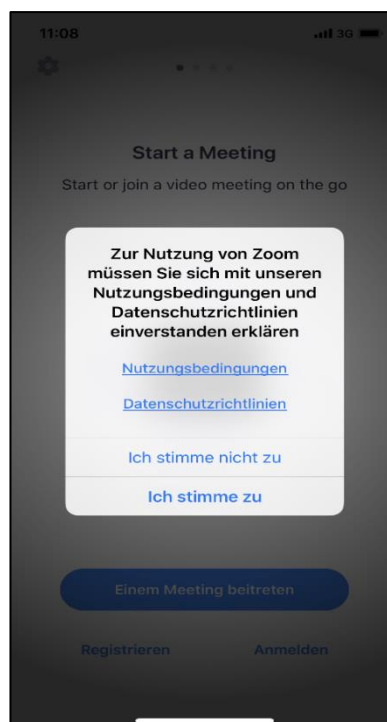 11:08
3G
Start a Meeting
Start or join a video meeting on the go
Zur Nutzung von Zoom
müssen Sie sich mit unseren
Nutzungsbedingungen und
Datenschutzrichtlinien
einverstanden erklären
Nutzungsbedingungen
Datenschutzrichtlinien
Ich stimme nicht zu
Ich stimme zu
Einem Meeting beitreten
Registrieren
Anmelden